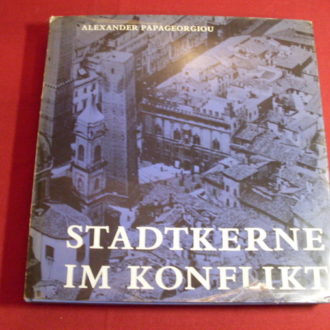 ALEXANDER PAPAGEORGIOU
STADTKERNE
IM KONFLIKT